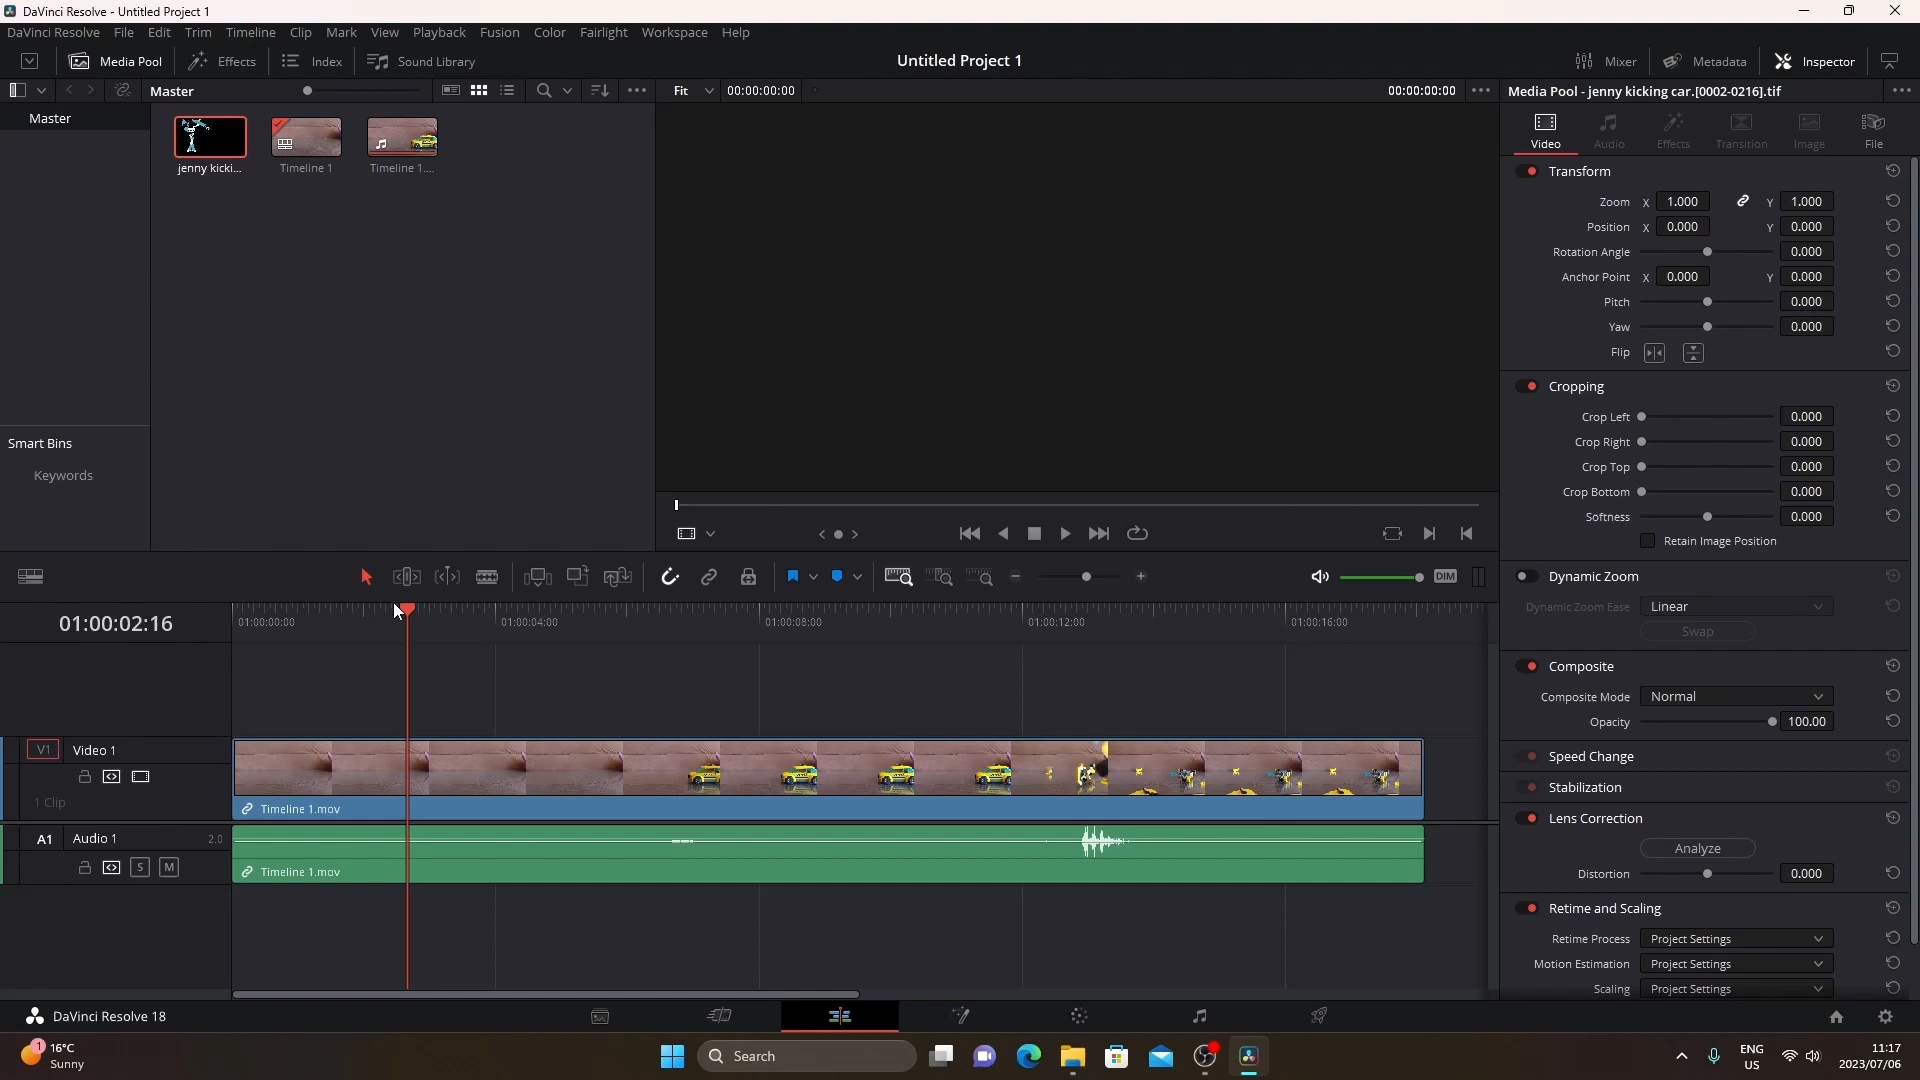 DaVinci Resolve - Untitled Project 1
DaVinci Resolve File Edit Trim Timeline Clip Mark View Playback Fusion Color Fairlight Workspace Help
Media Pool Effects Index Sound Library Untitled Project 1 Mixer Metadata Inspector
Master Fit 00:00:00:00 00:00:00:00 Media Pool - jenny kicking car.[0002-0216].tif
Master
jenny kicki... Timeline 1 Timeline 1....
Smart Bins
Keywords
Video Audio Effects Transition Image File
Transform
Zoom X 1.000 Y 1.000
Position X 0.000 Y 0.000
Rotation Angle 0.000
Anchor Point X 0.000 Y 0.000
Pitch 0.000
Yaw 0.000
Flip
Cropping
Crop Left 0.000
Crop Right 0.000
Crop Top 0.000
Crop Bottom 0.000
Softness 0.000
Retain Image Position
Dynamic Zoom
Dynamic Zoom Ease Linear
Swap
Composite
Composite Mode Normal
Opacity 100.00
Speed Change
Stabilization
Lens Correction
Analyze
Distortion 0.000
Retime and Scaling
Retime Process Project Settings
Motion Estimation Project Settings
Scaling Project Settings
DIM
01:00:02:16 01:00:00:00 01:00:04:00 01:00:08:00 01:00:12:00 01:00:16:00
V1 Video 1
1 Clip
Timeline 1.mov
A1 Audio 1 2.0
S M
Timeline 1.mov
DaVinci Resolve 18
1
16°C
Sunny
Search
ENG
US
11:17
2023/07/06